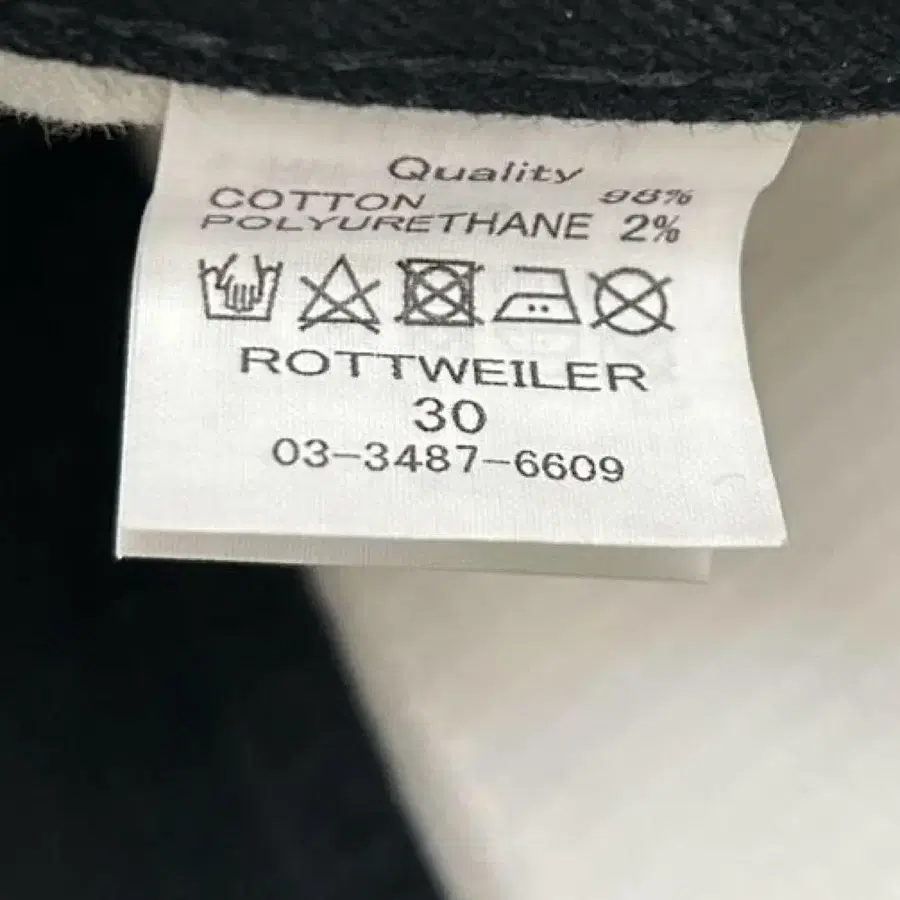 Quality
COTTON 98%
POLYURETHANE 2%
ROTTWEILER
30
03-3487-6609